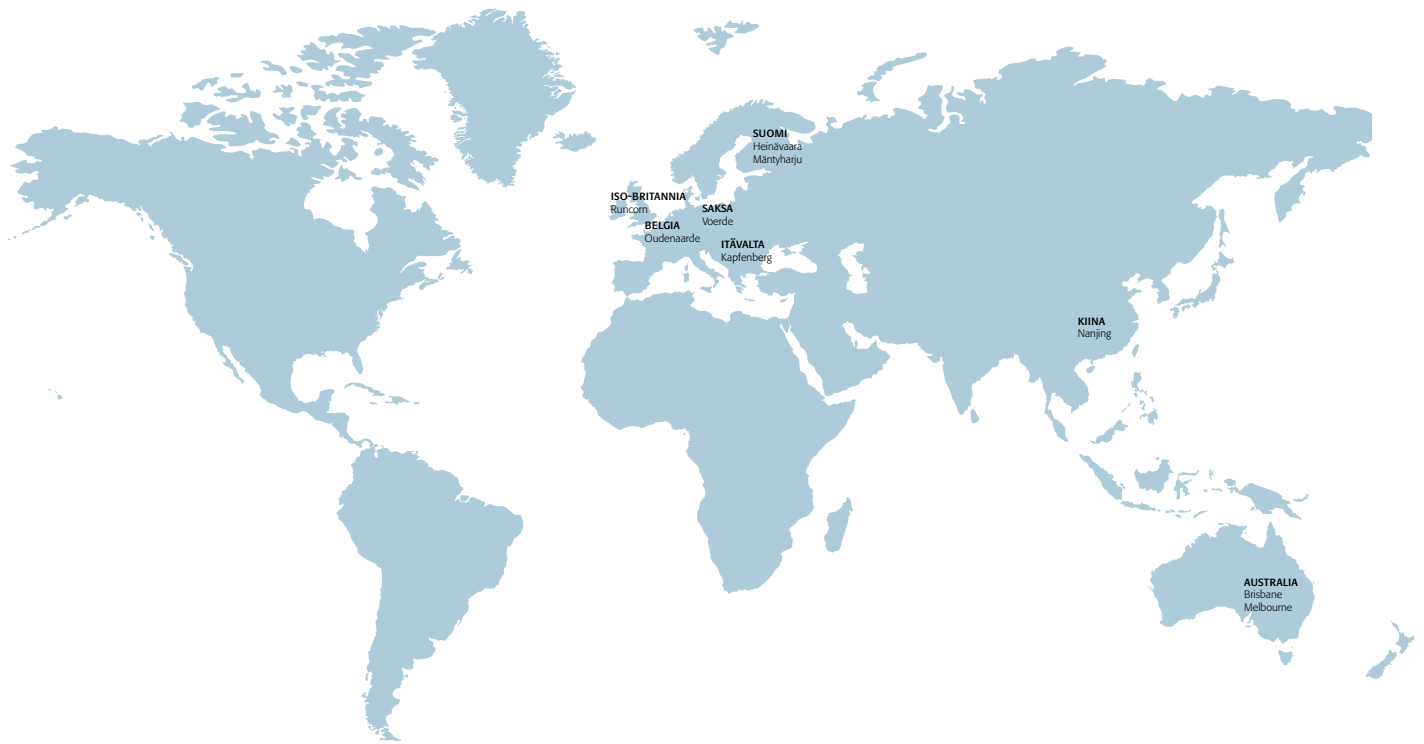 SUOMI
Heinävaara
Mäntyharju
ISO-BRITANNIA
Runcorn
SAKSA
Voerde
BELGIA
Oudenaarde
ITÄVALTA
Kapfenberg
KIINA
Nanjing
AUSTRALIA
Brisbane
Melbourne